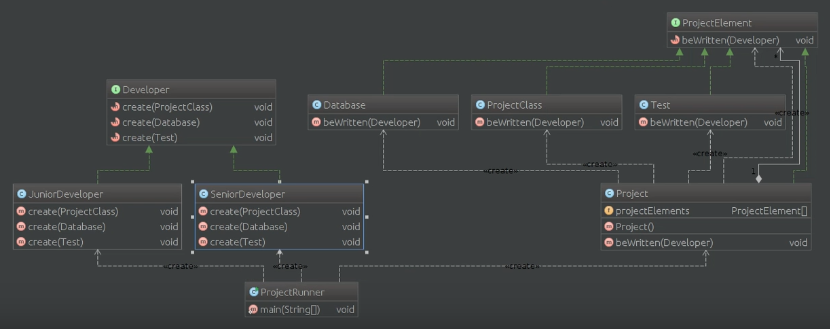 ProjectElement
beWritten(Developer) void
Developer
create(ProjectClass) void
create(Database) void
create(Test) void
Database
beWritten(Developer) void
ProjectClass
beWritten(Developer) void
Test
beWritten(Developer) void
«create»
«create»
«create»
1
*
JuniorDeveloper
create(ProjectClass) void
create(Database) void
create(Test) void
SeniorDeveloper
create(ProjectClass) void
create(Database) void
create(Test) void
Project
projectElements ProjectElement[]
Project()
beWritten(Developer) void
«create»
«create»
«create»
ProjectRunner
main(String[]) void